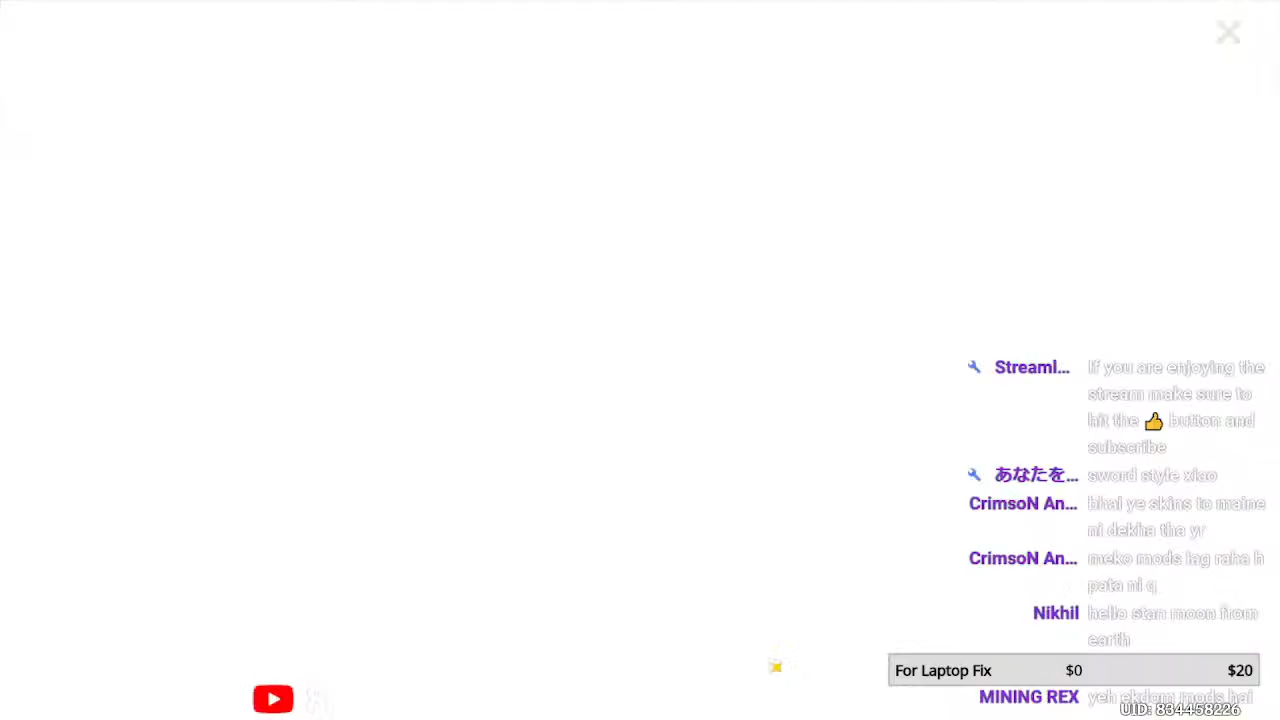 Streaml... If you are enjoying the
stream make sure to
hit the 👍 button and
subscribe
あなたを... sword style xiao
CrimsoN An... bhai ye skins to maine
ni dekha tha yr
CrimsoN An... meko mods lag raha h
pata ni q
Nikhil hello stan moon from
earth
For Laptop Fix $0 $20
MINING REX yeh ekdom mods hai
UID: 834458226